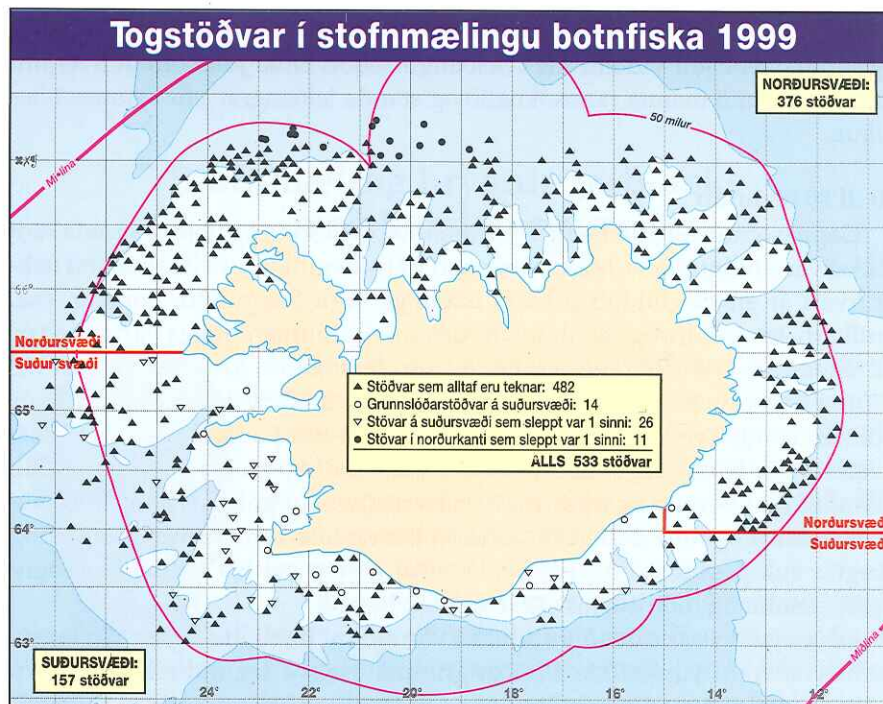 Togstöðvar í stofnmælingu botnfiska 1999
NORÐURSVÆÐI:
376 stöðvar
50 mílur
Miðlína
66°
Norðursvæði
Suðursvæði
Stöðvar sem alltaf eru teknar: 482
Grunnslóðarstöðvar á suðursvæði: 14
Stövar á suðursvæði sem sleppt var 1 sinni: 26
Stövar í norðurkanti sem sleppt var 1 sinni: 11
ALLS 533 stöðvar
65°
64°
Norðursvæði
Suðursvæði
63°
SUÐURSVÆÐI:
157 stöðvar
24°
22°
20°
18°
16°
14°
12°
Miðlína